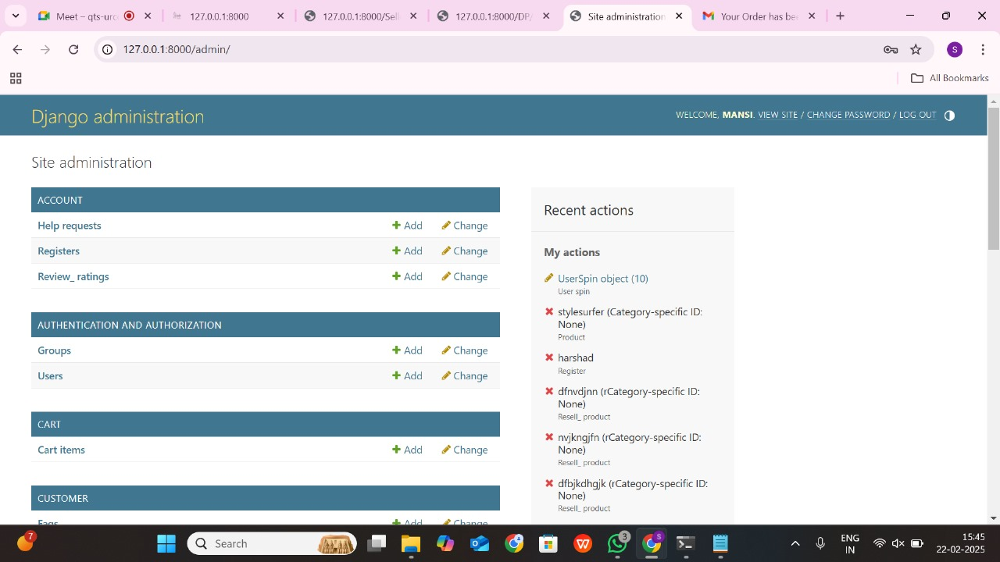 Meet – qts-urc
127.0.0.1:8000
127.0.0.1:8000/Sell
127.0.0.1:8000/DP/
Site administration
Your Order has be
127.0.0.1:8000/admin/
S
All Bookmarks
Django administration
WELCOME, MANSI. VIEW SITE / CHANGE PASSWORD / LOG OUT
Site administration
ACCOUNT
Help requests Add Change
Registers Add Change
Review_ ratings Add Change
AUTHENTICATION AND AUTHORIZATION
Groups Add Change
Users Add Change
CART
Cart items Add Change
CUSTOMER
Faqs Add Change
Recent actions
My actions
UserSpin object (10)
User spin
stylesurfer (Category-specific ID:
None)
Product
harshad
Register
dfnvdjnn (rCategory-specific ID:
None)
Resell_ product
nvjkngjfn (rCategory-specific ID:
None)
Resell_ product
dfbjkdhgjk (rCategory-specific ID:
None)
Resell_ product
7
Search
3
S
ENG
IN
15:45
22-02-2025